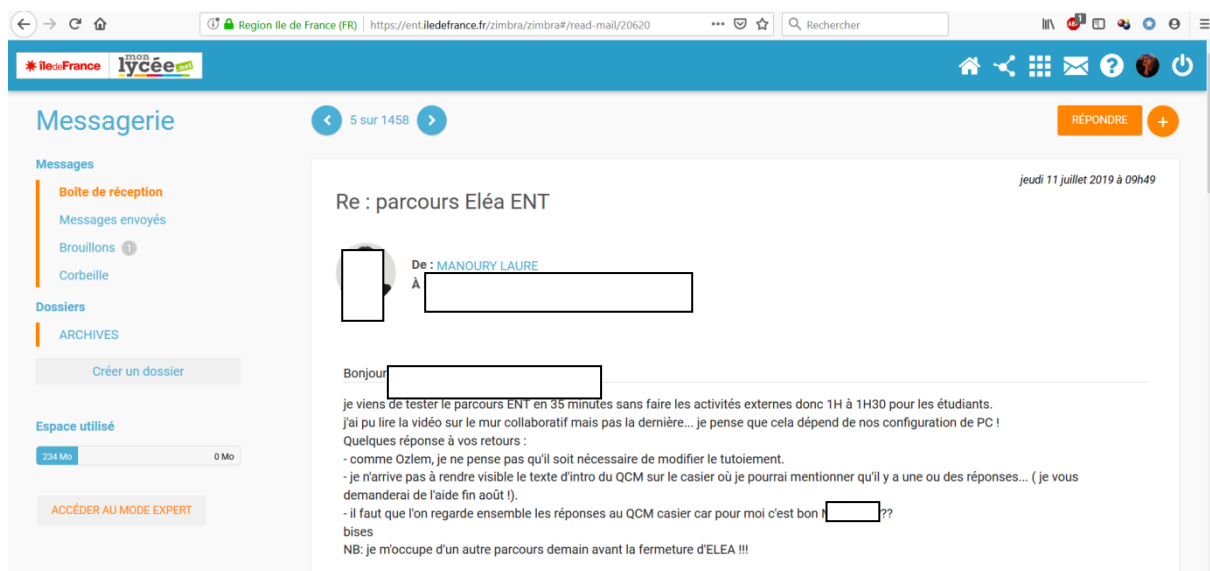 Region Ile de France (FR) https://ent.iledefrance.fr/zimbra/zimbra#/read-mail/20620 Rechercher
île de France mon lycée.net
Messagerie
5 sur 1458
RÉPONDRE +
Messages
Boîte de réception
Messages envoyés
Brouillons 1
Corbeille
Dossiers
ARCHIVES
Créer un dossier
Espace utilisé
234 Mo 0 Mo
ACCÉDER AU MODE EXPERT
jeudi 11 juillet 2019 à 09h49
Re : parcours Eléa ENT
De : MANOURY LAURE
À
Bonjour
je viens de tester le parcours ENT en 35 minutes sans faire les activités externes donc 1H à 1H30 pour les étudiants.
j'ai pu lire la vidéo sur le mur collaboratif mais pas la dernière... je pense que cela dépend de nos configuration de PC !
Quelques réponse à vos retours :
- comme Ozlem, je ne pense pas qu'il soit nécessaire de modifier le tutoiement.
- je n'arrive pas à rendre visible le texte d'intro du QCM sur le casier où je pourrai mentionner qu'il y a une ou des réponses... ( je vous
demanderai de l'aide fin août !).
- il faut que l'on regarde ensemble les réponses au QCM casier car pour moi c'est bon ??
bises
NB: je m'occupe d'un autre parcours demain avant la fermeture d'ELEA !!!